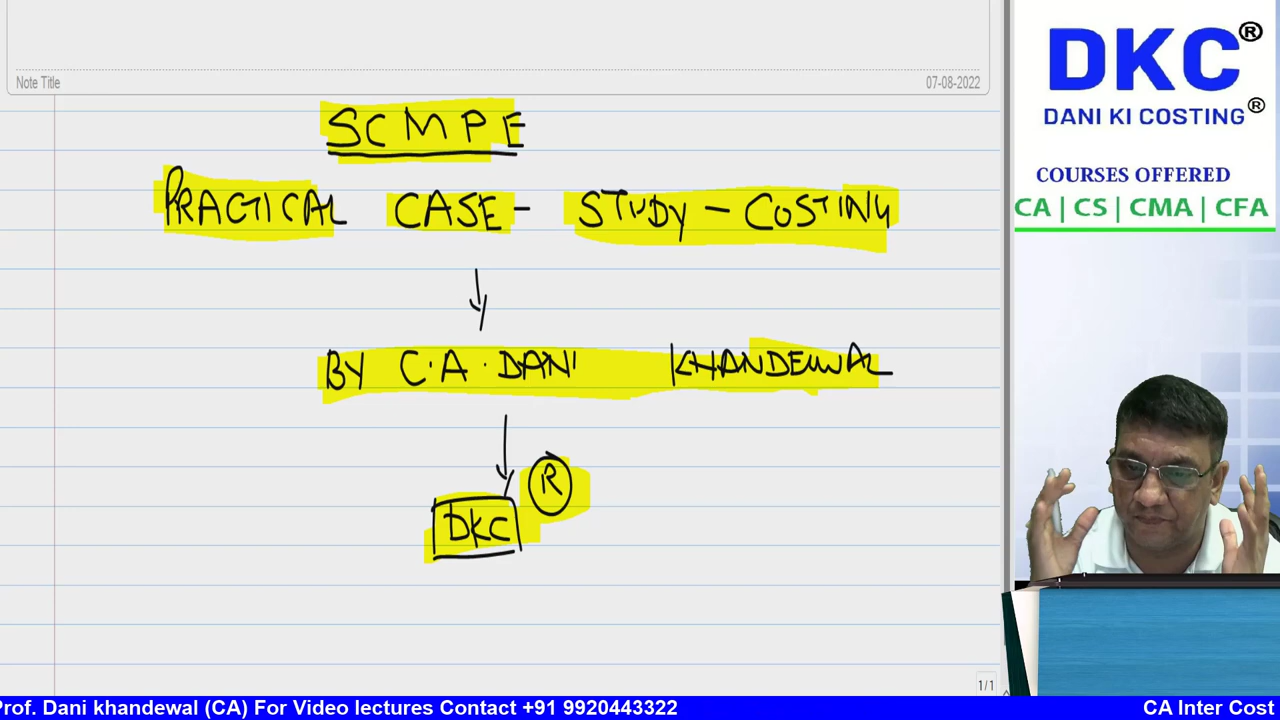 Note Title
07-08-2022
SCMPE
PRACTICAL CASE - STUDY - COSTING
BY C.A. DANI KHANDELWAL
DKC ®
DKC®
DANI KI COSTING®
COURSES OFFERED
CA | CS | CMA | CFA
1/1
Prof. Dani khandewal (CA) For Video lectures Contact +91 9920443322
CA Inter Cost